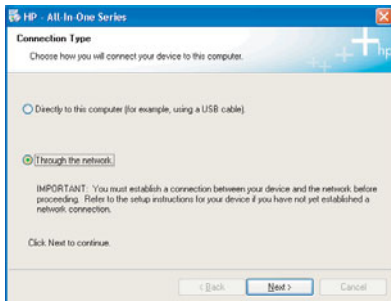 HP - All-In-One Series
Connection Type
Choose how you will connect your device to this computer.
hp
Directly to this computer (for example, using a USB cable).
Through the network.
IMPORTANT: You must establish a connection between your device and the network before
proceeding. Refer to the setup instructions for your device if you have not yet established a
network connection.
Click Next to continue.
< Back Next > Cancel